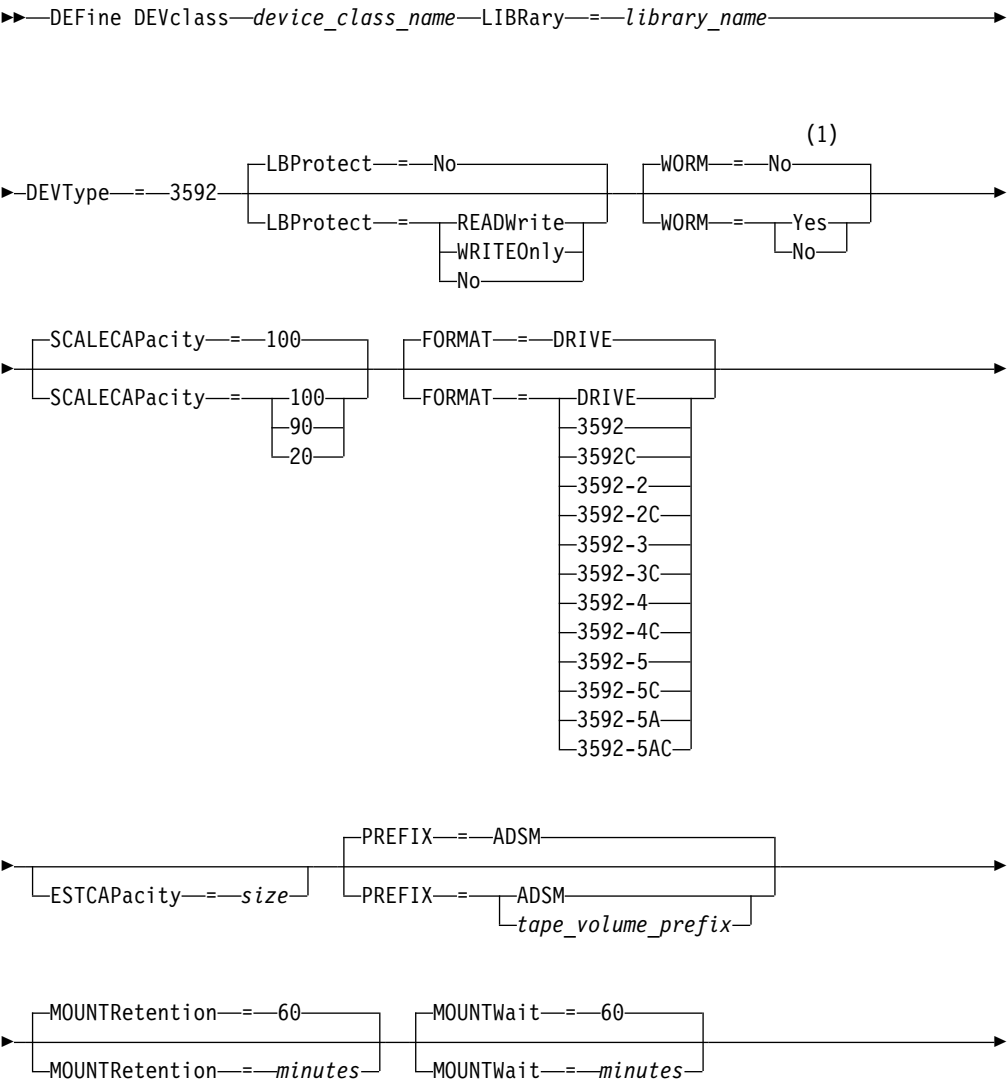 DEFine DEVclass device_class_name LIBRary = library_name
(1)
LBProtect = No WORM = No
DEVType = 3592
LBProtect = READWrite WORM = Yes
WRITEOnly No
No
SCALECAPacity = 100 FORMAT = DRIVE
SCALECAPacity = 100 FORMAT = DRIVE
90 3592
20 3592C
3592-2
3592-2C
3592-3
3592-3C
3592-4
3592-4C
3592-5
3592-5C
3592-5A
3592-5AC
PREFIX = ADSM
ESTCAPacity = size PREFIX = ADSM
tape_volume_prefix
MOUNTRetention = 60 MOUNTWait = 60
MOUNTRetention = minutes MOUNTWait = minutes